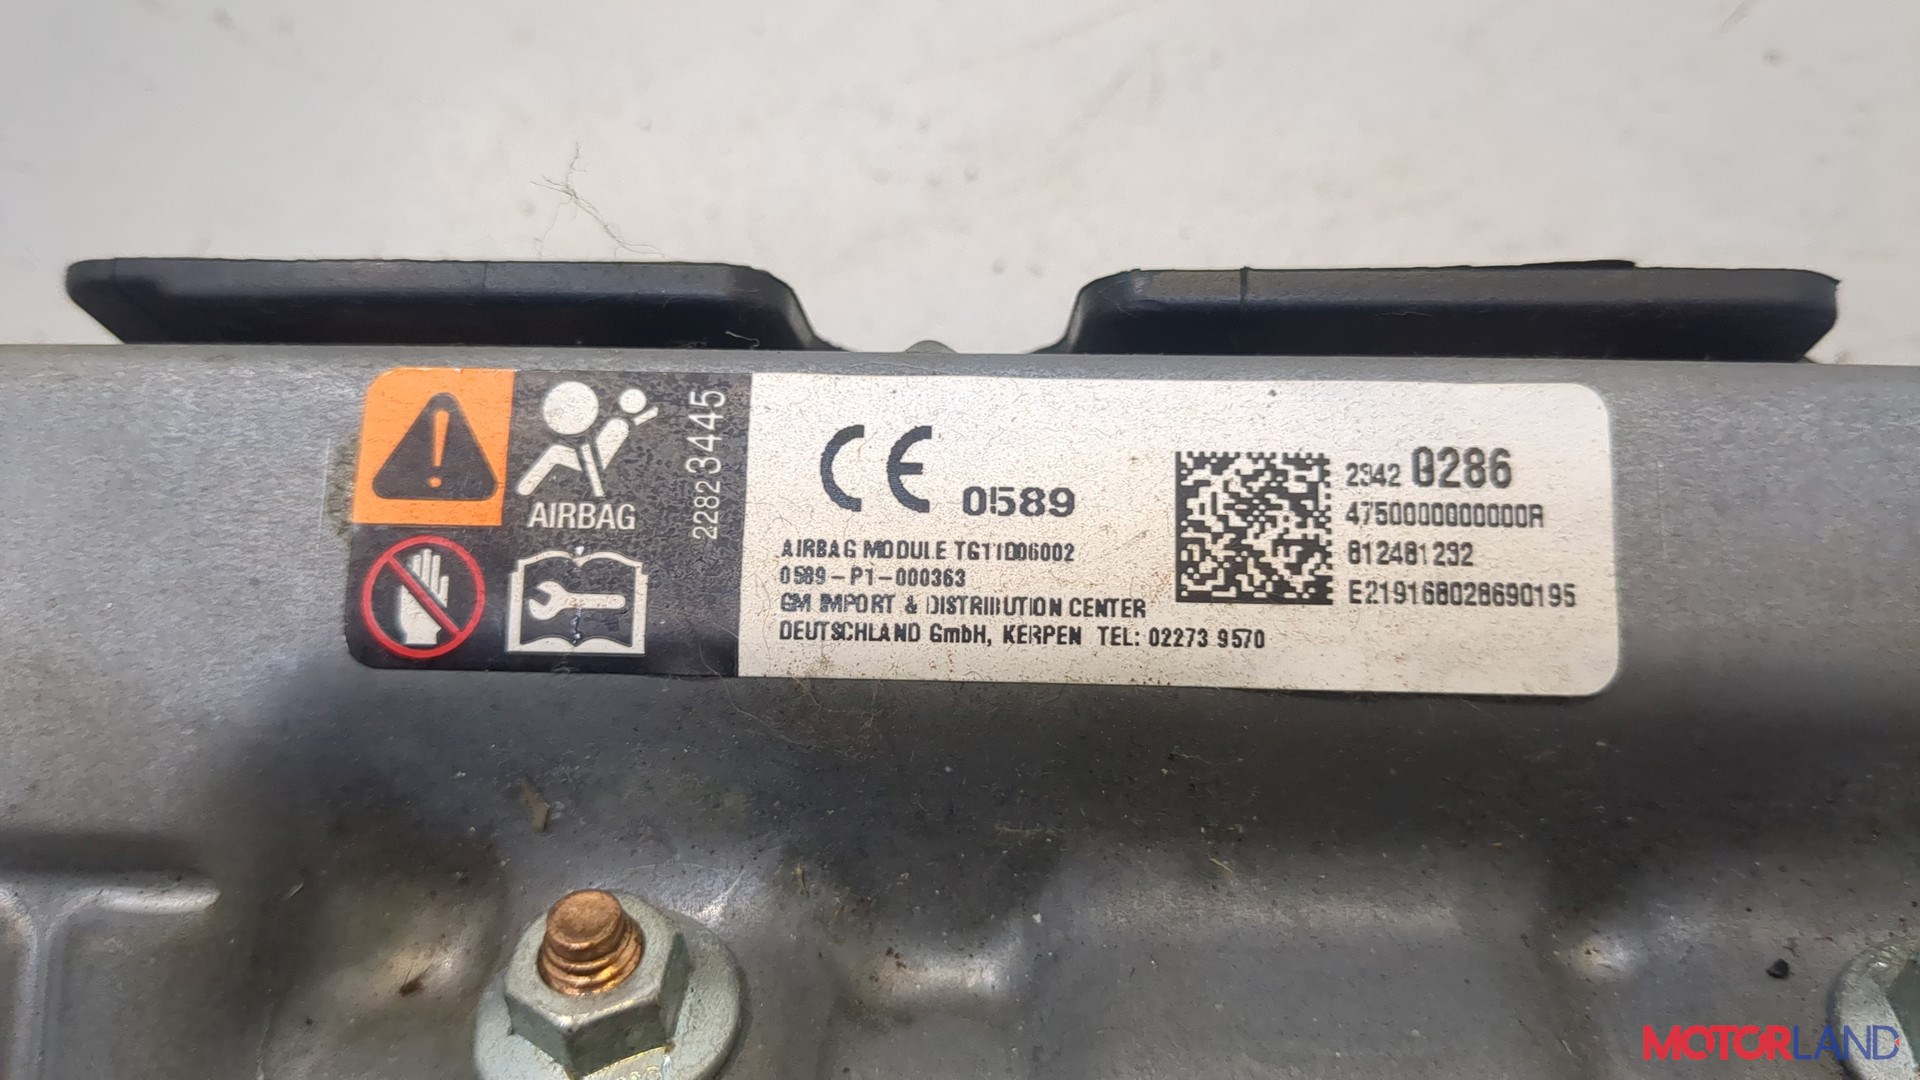 AIRBAG
22823445
CE 0589
AIRBAG MODULE TG11D06002
0589-P1-000363
GM IMPORT & DISTRIBUTION CENTER
DEUTSCHLAND GmbH, KERPEN TEL: 02273 9570
2342 0286
4750000000000R
812481232
E219168028690195
MOTORLAND